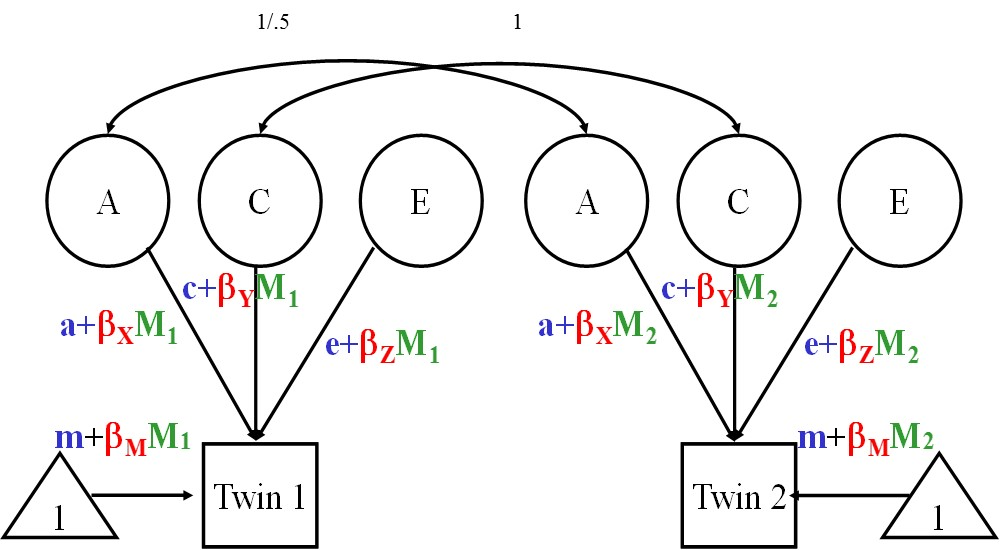 1/.5 1
A C E A C E
c+βYM1 c+βYM2
a+βXM1 e+βZM1 a+βXM2 e+βZM2
m+βMM1 m+βMM2
1 Twin 1 Twin 2 1